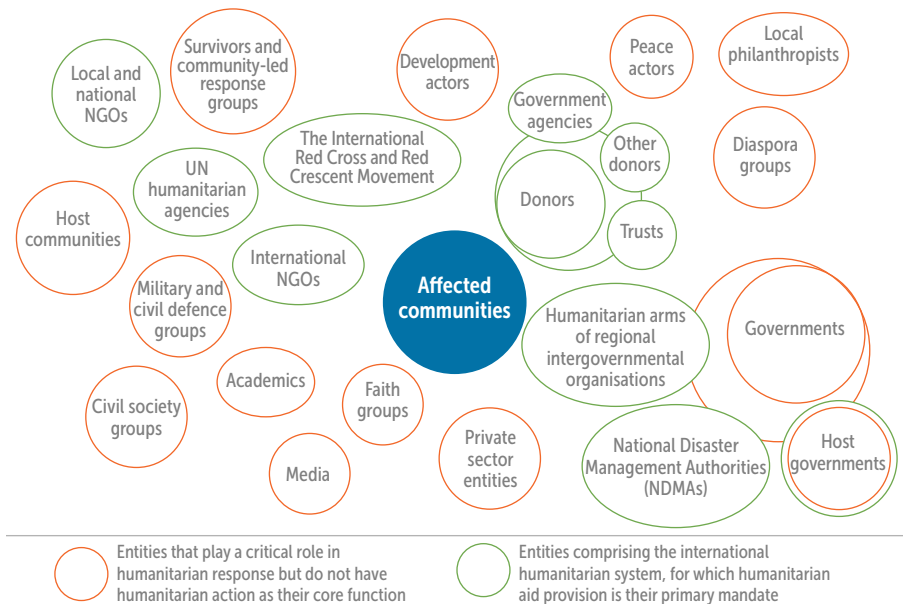 Local and
national
NGOs
Survivors and
community-led
response
groups
Development
actors
Peace
actors
Local
philanthropists
Government
agencies
The International
Red Cross and Red
Crescent Movement
Other
donors
Diaspora
groups
UN
humanitarian
agencies
Donors
Host
communities
Trusts
International
NGOs
Affected
communities
Military and
civil defence
groups
Humanitarian arms
of regional
intergovernmental
organisations
Governments
Academics
Faith
groups
Civil society
groups
Private
sector
entities
National Disaster
Management Authorities
(NDMAs)
Host
governments
Media
Entities that play a critical role in
humanitarian response but do not have
humanitarian action as their core function
Entities comprising the international
humanitarian system, for which humanitarian
aid provision is their primary mandate